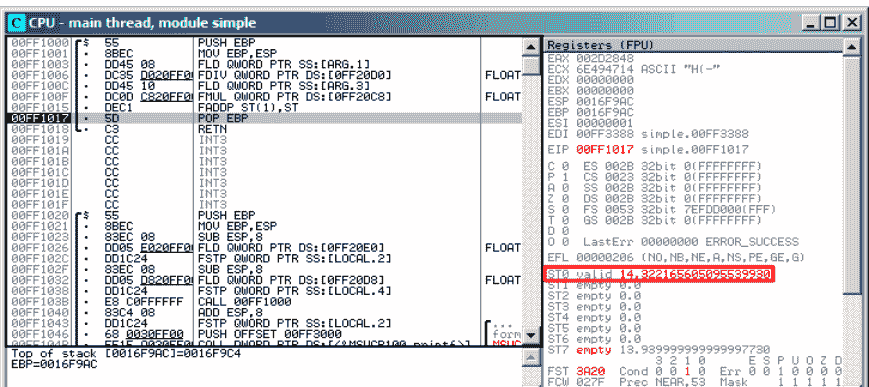 C CPU - main thread, module simple
00FF1000 $ 55 PUSH EBP
00FF1001 . 8BEC MOV EBP,ESP
00FF1003 . DD45 08 FLD QWORD PTR SS:[ARG.1]
00FF1006 . DC35 D020FF00 FDIV QWORD PTR DS:[0FF20D0] FLOAT
00FF100C . DD45 10 FLD QWORD PTR SS:[ARG.3]
00FF100F . DC0D C820FF00 FMUL QWORD PTR DS:[0FF20C8] FLOAT
00FF1015 . DEC1 FADDP ST(1),ST
00FF1017 . 5D POP EBP
00FF1018 . C3 RETN
00FF1019 CC INT3
00FF101A CC INT3
00FF101B CC INT3
00FF101C CC INT3
00FF101D CC INT3
00FF101E CC INT3
00FF101F CC INT3
00FF1020 $ 55 PUSH EBP
00FF1021 . 8BEC MOV EBP,ESP
00FF1023 . 83EC 08 SUB ESP,8
00FF1026 . DD05 E020FF00 FLD QWORD PTR DS:[0FF20E0] FLOAT
00FF102C . DD1C24 FSTP QWORD PTR SS:[LOCAL.2]
00FF102F . 83EC 08 SUB ESP,8
00FF1032 . DD05 D820FF00 FLD QWORD PTR DS:[0FF20D8] FLOAT
00FF1038 . DD1C24 FSTP QWORD PTR SS:[LOCAL.4]
00FF103B . E8 C0FFFFFF CALL 00FF1000
00FF1040 . 83C4 08 ADD ESP,8
00FF1043 . DD1C24 FSTP QWORD PTR SS:[LOCAL.2]
00FF1046 . 68 0030FF00 PUSH OFFSET 00FF3000 form
Top of stack [0016F9AC]=0016F9C4
EBP=0016F9AC
Registers (FPU)
EAX 002D2848
ECX 6E494714 ASCII "H(-"
EDX 00000000
EBX 00000000
ESP 0016F9AC
EBP 0016F9AC
ESI 00000001
EDI 00FF3388 simple.00FF3388
EIP 00FF1017 simple.00FF1017
C 0 ES 002B 32bit 0(FFFFFFFF)
P 1 CS 0023 32bit 0(FFFFFFFF)
A 0 SS 002B 32bit 0(FFFFFFFF)
Z 0 DS 002B 32bit 0(FFFFFFFF)
S 0 FS 0053 32bit 7EFDD000(FFF)
T 0 GS 002B 32bit 0(FFFFFFFF)
D 0
O 0 LastErr 00000000 ERROR_SUCCESS
EFL 00000206 (NO,NB,NE,A,NS,PE,GE,G)
ST0 valid 14.322165605095539930
ST1 empty 0.0
ST2 empty 0.0
ST3 empty 0.0
ST4 empty 0.0
ST5 empty 0.0
ST6 empty 0.0
ST7 empty 13.939999999999997730
3 2 1 0 E S P U O Z D
FST 3A20 Cond 0 0 1 0 Err 0 0 1 0 0 0 0
FCW 027F Prec NEAR,53 Mask 1 1 1 1 1